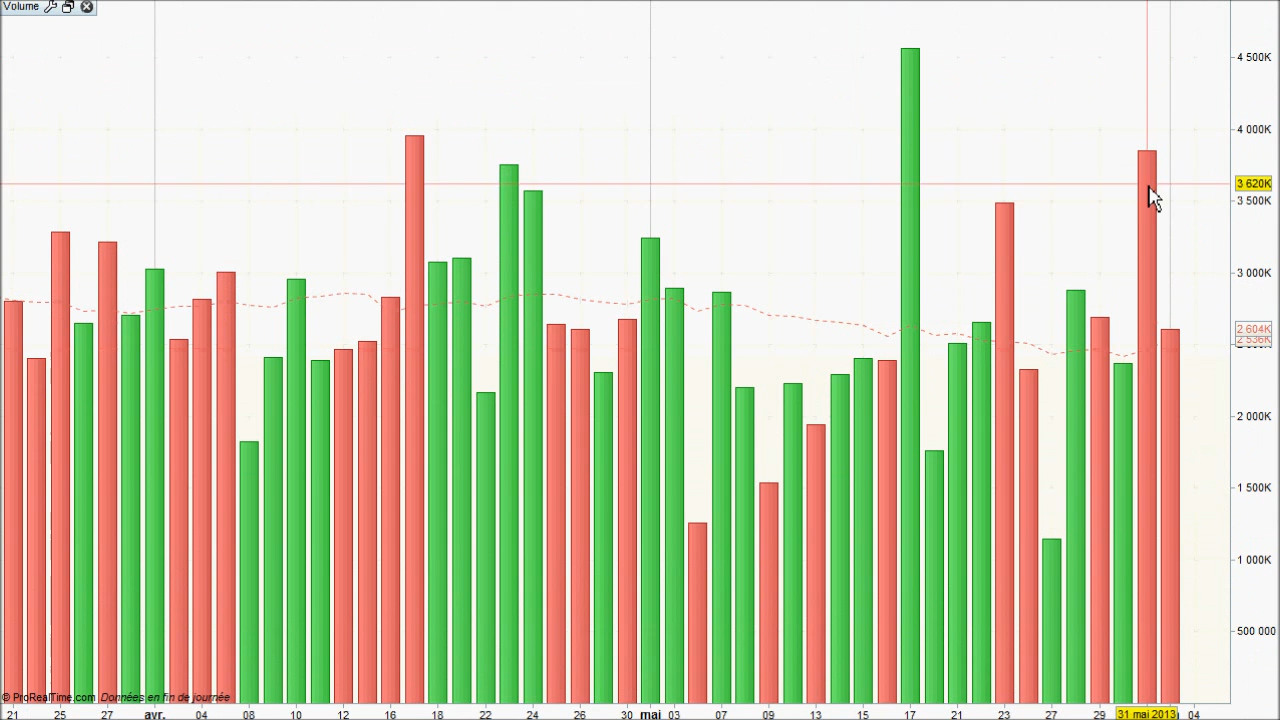 Volume
4 500K
4 000K
3 620K
3 500K
3 000K
2 604K
2 536K
2 000K
1 500K
1 000K
500 000
© ProRealTime.com Données en fin de journée
21 25 27 avr. 04 08 10 12 16 18 22 24 26 30 mai 03 07 09 13 15 17 21 23 27 29 31 mai 2013 04